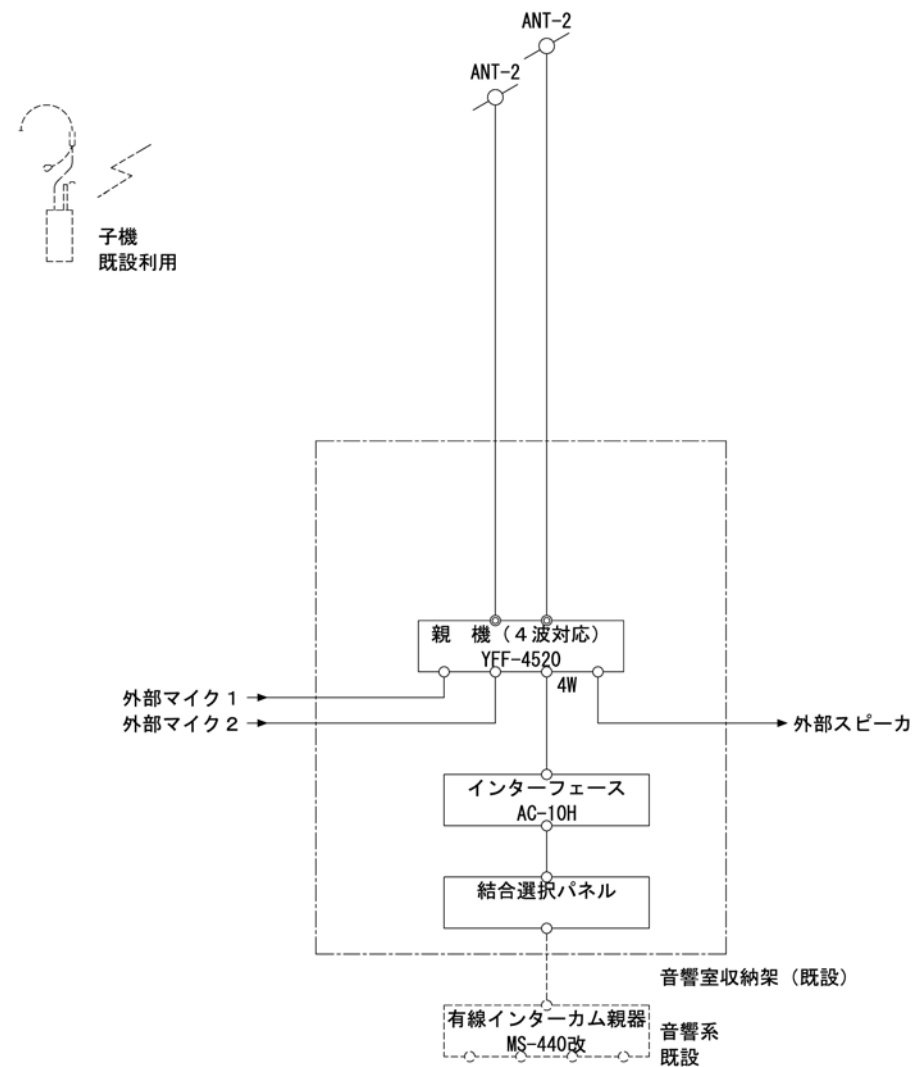 ANT-2
ANT-2
子機
既設利用
親　機（４波対応）
YFF-4520
4W
外部マイク１
外部マイク２
外部スピーカ
インターフェース
AC-10H
結合選択パネル
音響室収納架（既設）
有線インターカム親器
MS-440改
音響系
既設